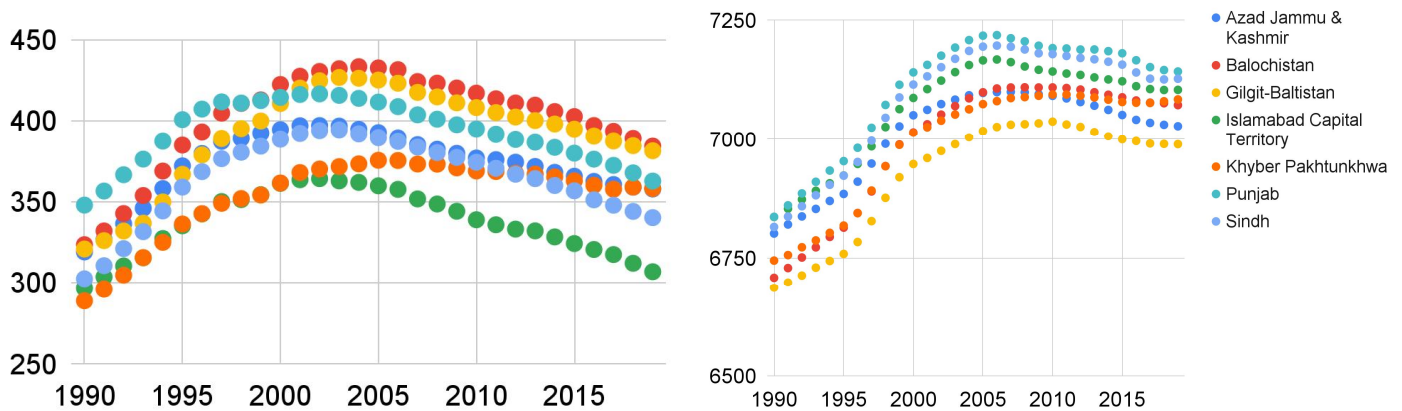 450
400
350
300
250
1990 1995 2000 2005 2010 2015
7250
7000
6750
6500
1990 1995 2000 2005 2010 2015
Azad Jammu &
Kashmir
Balochistan
Gilgit-Baltistan
Islamabad Capital
Territory
Khyber Pakhtunkhwa
Punjab
Sindh